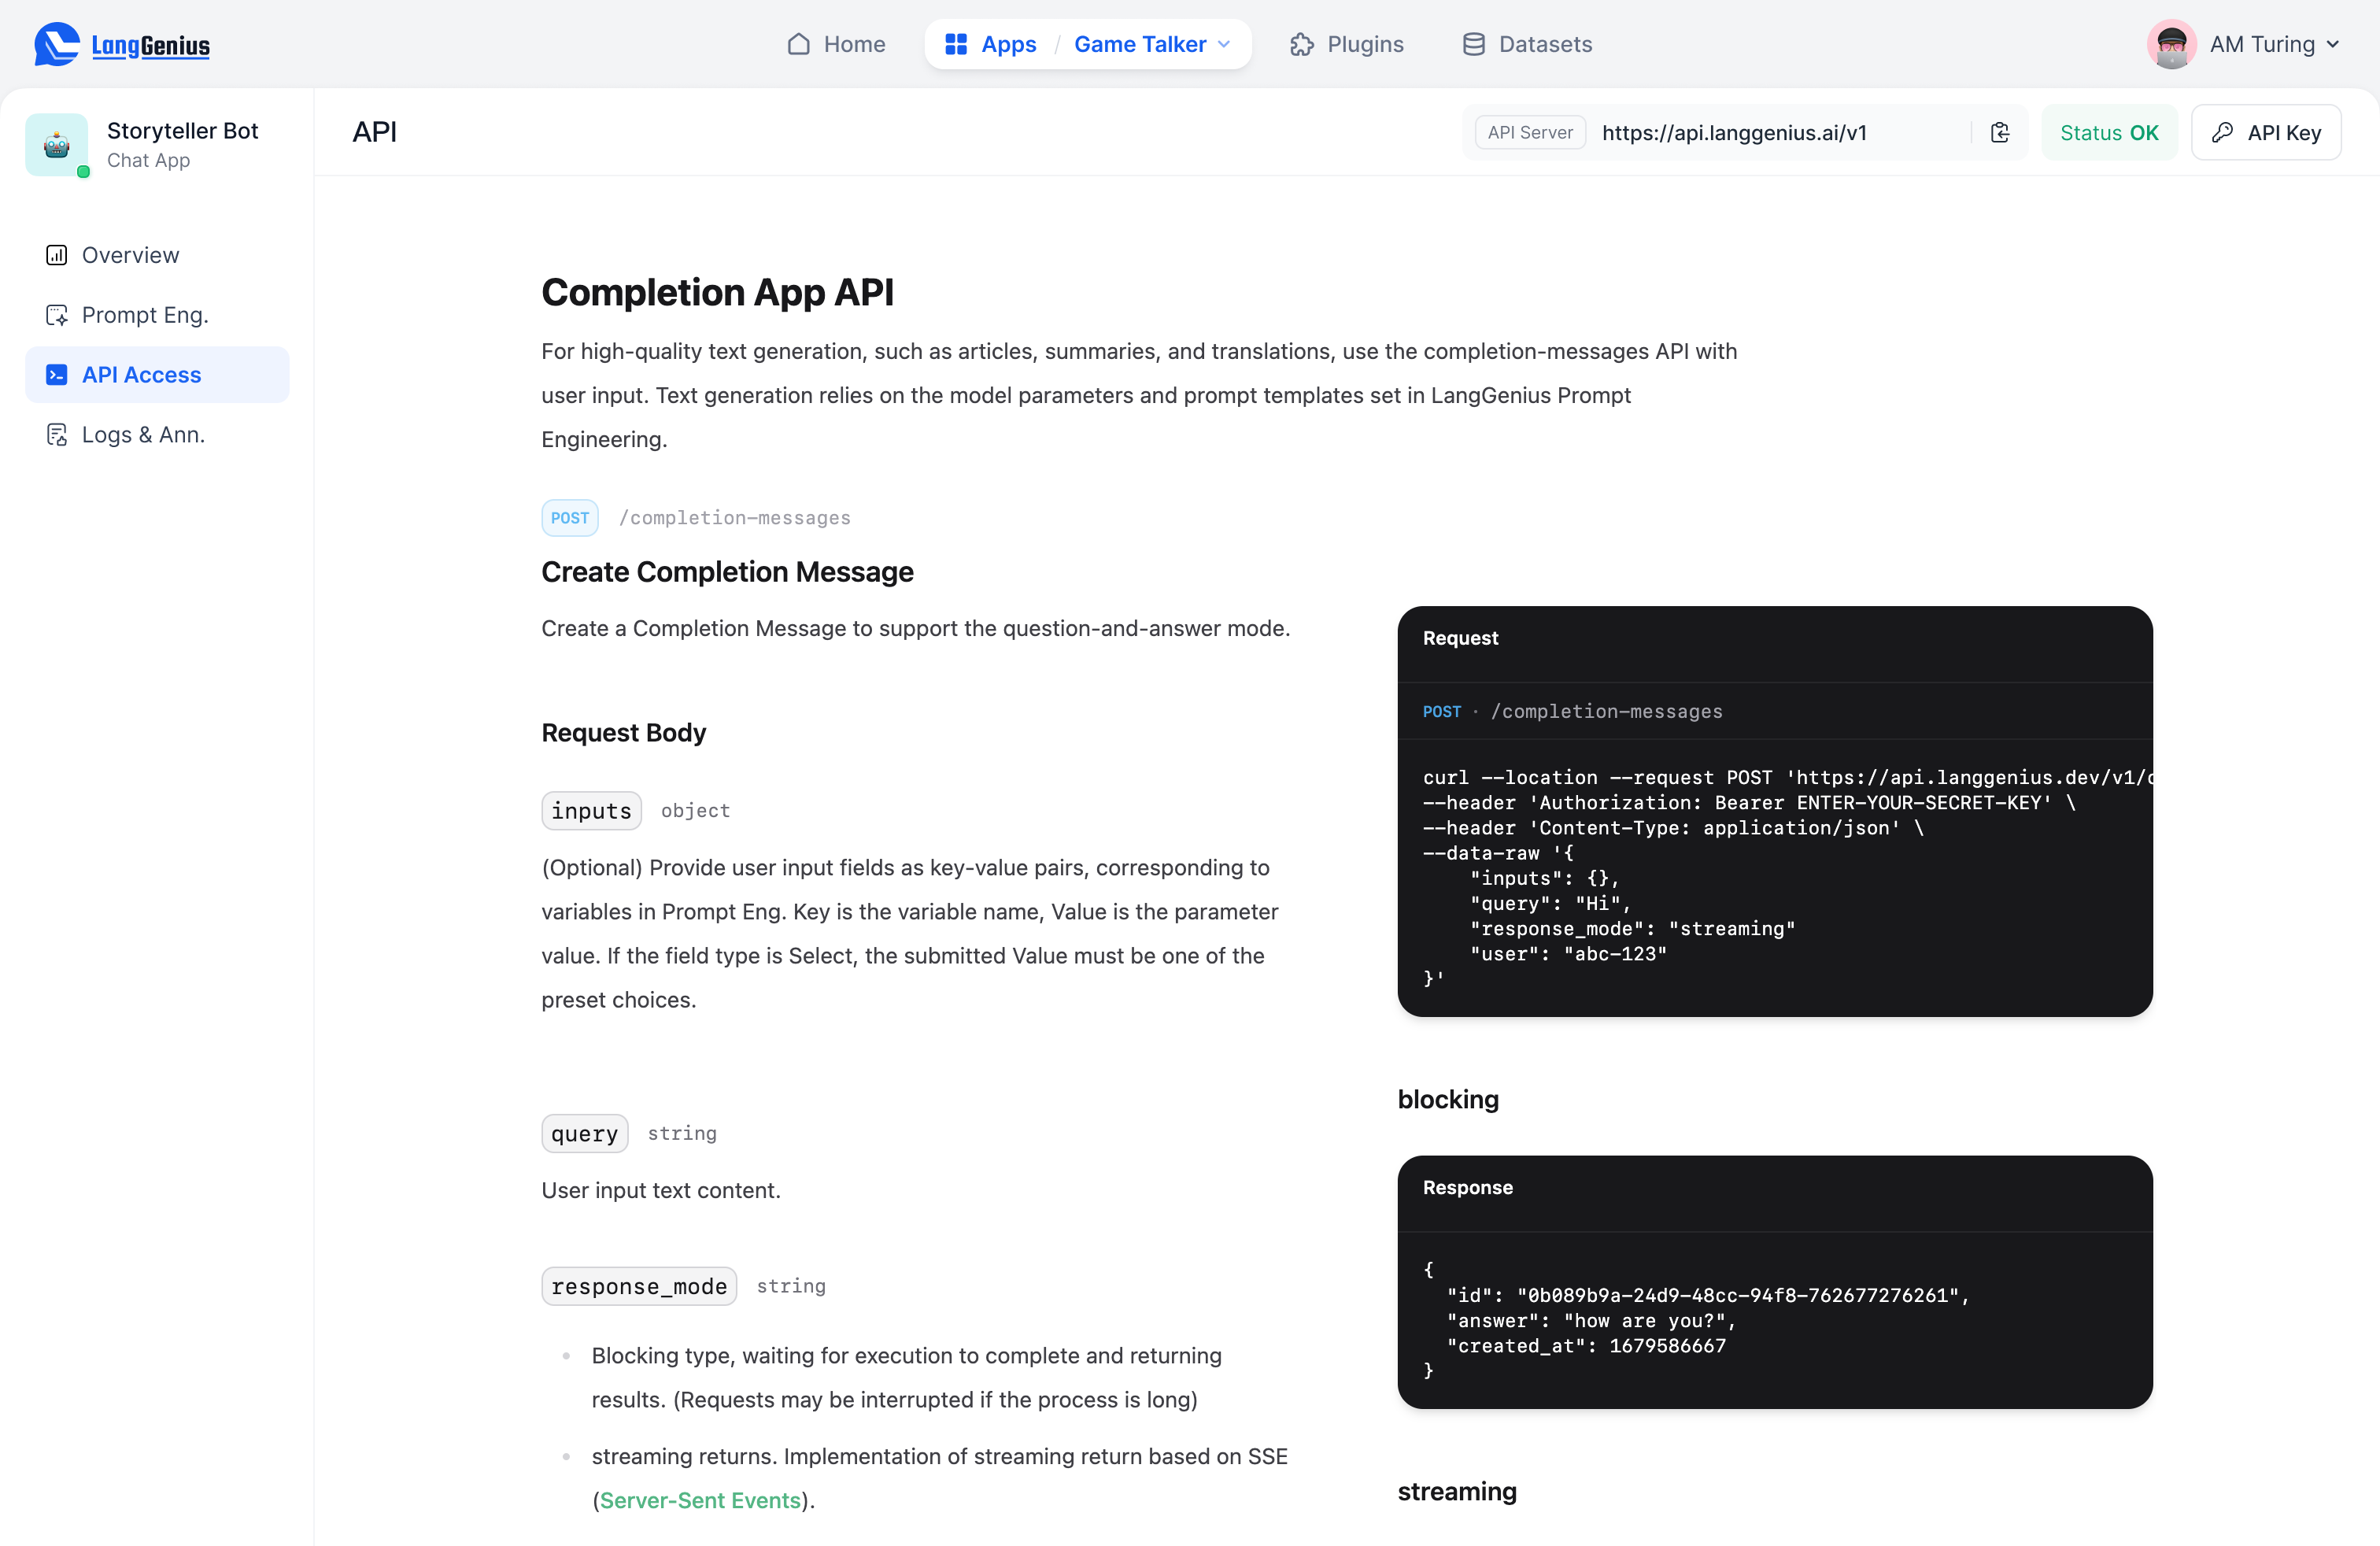 LangGenius
Home
Apps / Game Talker
Plugins
Datasets
AM Turing
Storyteller Bot
Chat App
Overview
Prompt Eng.
API Access
Logs & Ann.
API
API Server https://api.langgenius.ai/v1
Status OK
API Key
Completion App API
For high-quality text generation, such as articles, summaries, and translations, use the completion-messages API with
user input. Text generation relies on the model parameters and prompt templates set in LangGenius Prompt
Engineering.
POST /completion-messages
Create Completion Message
Create a Completion Message to support the question-and-answer mode.
Request Body
inputs object
(Optional) Provide user input fields as key-value pairs, corresponding to
variables in Prompt Eng. Key is the variable name, Value is the parameter
value. If the field type is Select, the submitted Value must be one of the
preset choices.
query string
User input text content.
response_mode string
• Blocking type, waiting for execution to complete and returning
results. (Requests may be interrupted if the process is long)
• streaming returns. Implementation of streaming return based on SSE
(Server-Sent Events).
Request
POST · /completion-messages
curl --location --request POST 'https://api.langgenius.dev/v1/
--header 'Authorization: Bearer ENTER-YOUR-SECRET-KEY' \
--header 'Content-Type: application/json' \
--data-raw '{
    "inputs": {},
    "query": "Hi",
    "response_mode": "streaming"
    "user": "abc-123"
}'
blocking
Response
{
  "id": "0b089b9a-24d9-48cc-94f8-762677276261",
  "answer": "how are you?",
  "created_at": 1679586667
}
streaming